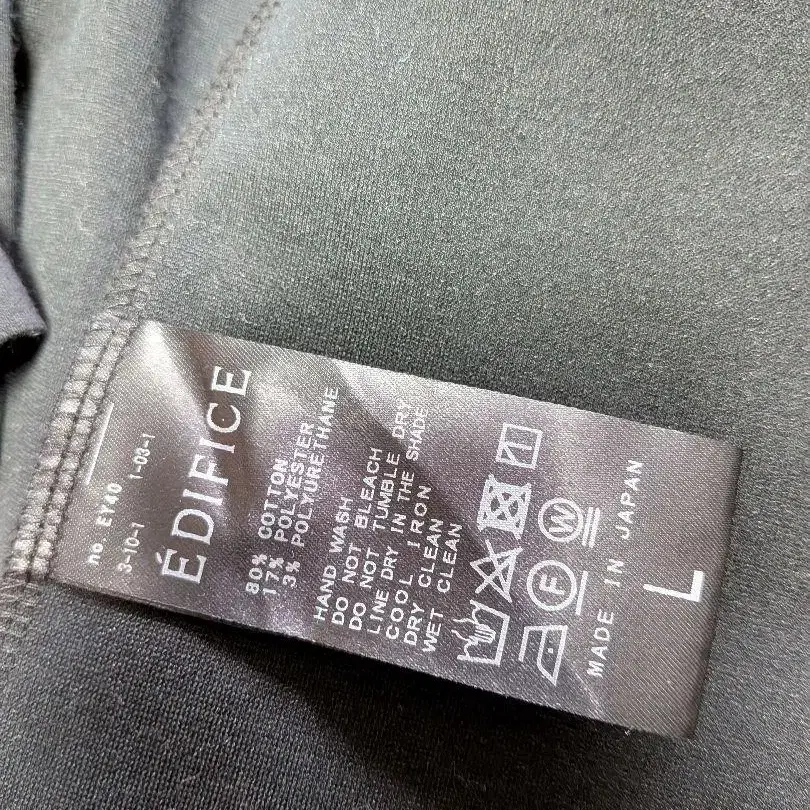 no. EY40 1-03-1
3-10-1
ÉDIFICE
80% COTTON
17% POLYESTER
3% POLYURETHANE
HAND WASH
DO NOT BLEACH
DO NOT TUMBLE DRY
LINE DRY IN THE SHADE
COOL IRON
DRY CLEAN
WET CLEAN
F
W
MADE IN JAPAN
L